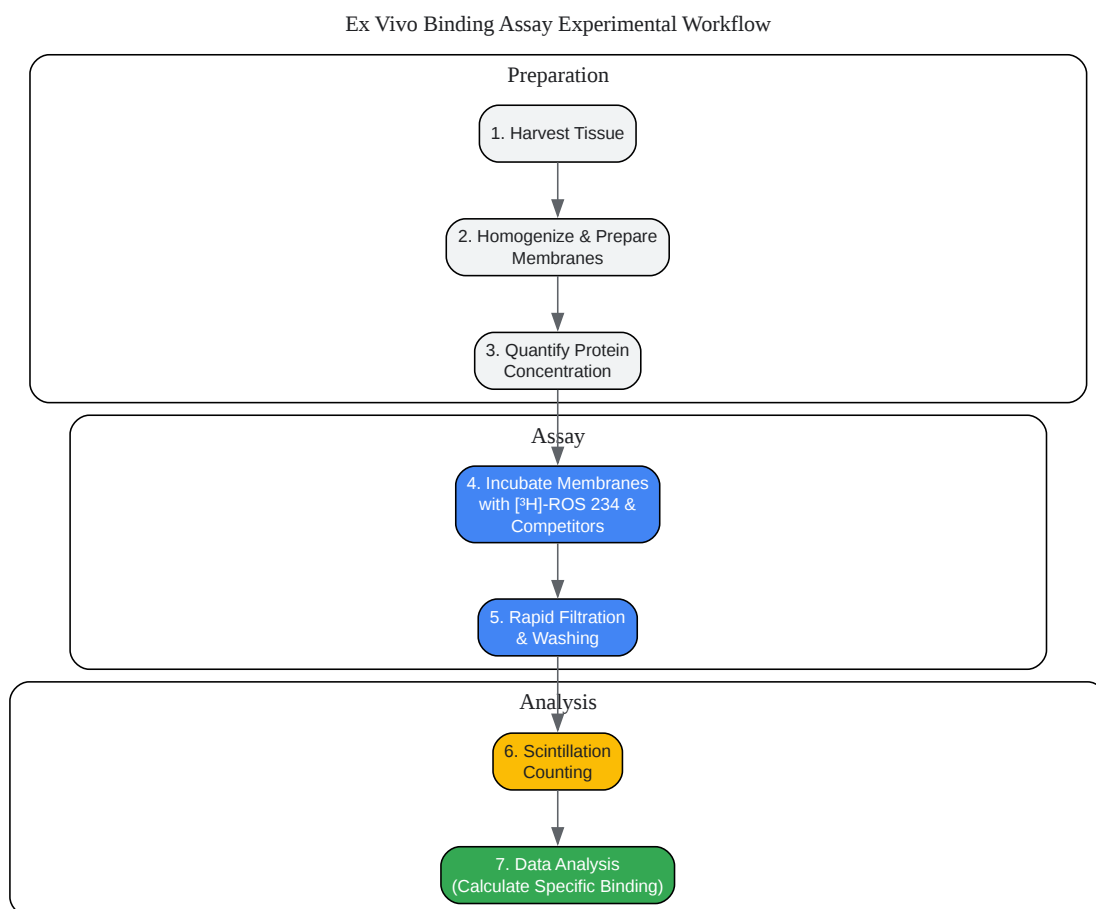 Ex Vivo Binding Assay Experimental Workflow
Preparation
1. Harvest Tissue
2. Homogenize & Prepare
Membranes
3. Quantify Protein
Concentration
Assay
4. Incubate Membranes
with [³H]-ROS 234 &
Competitors
5. Rapid Filtration
& Washing
Analysis
6. Scintillation
Counting
7. Data Analysis
(Calculate Specific Binding)